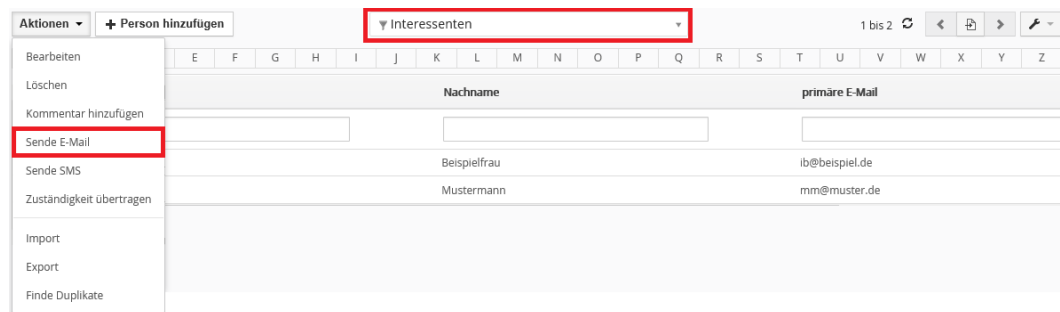 Aktionen + Person hinzufügen Interessenten 1 bis 2
Bearbeiten E F G H I J K L M N O P Q R S T U V W X Y Z
Löschen Nachname primäre E-Mail
Kommentar hinzufügen
Sende E-Mail
Sende SMS Beispielfrau ib@beispiel.de
Zuständigkeit übertragen Mustermann mm@muster.de
Import
Export
Finde Duplikate